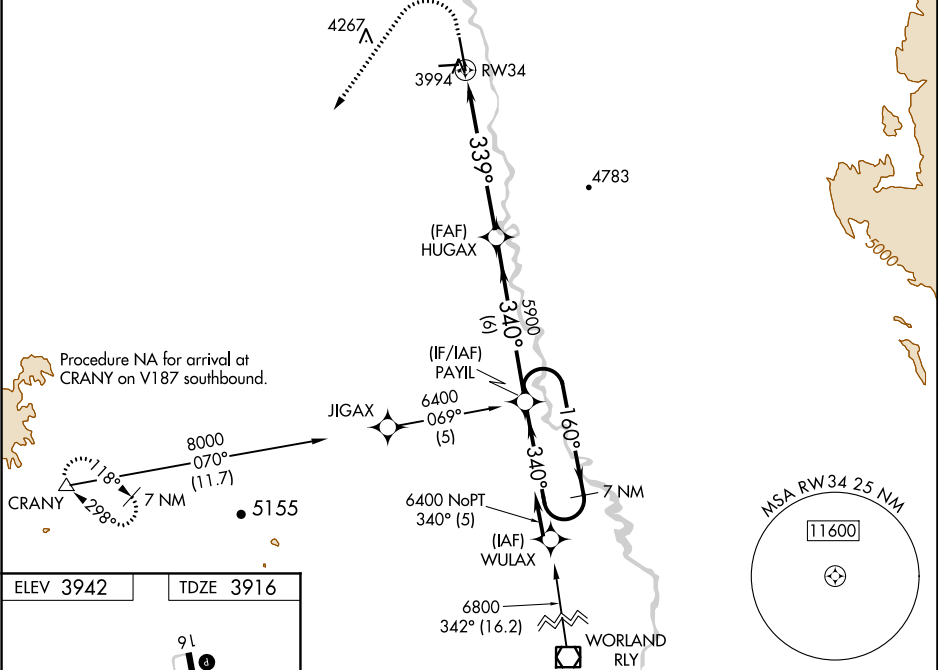 4267
3994
RW34
339°
4783
(FAF)
HUGAX
5000
340°
(6)
5900
Procedure NA for arrival at
CRANY on V187 southbound.
(IF/IAF)
PAYIL
JIGAX
6400
069°
(5)
160°
8000
070°
(11.7)
118°
298°
7 NM
CRANY
5155
340°
7 NM
6400 NoPT
340° (5)
(IAF)
WULAX
MSA RW34 25 NM
11600
ELEV 3942
TDZE 3916
6800
342° (16.2)
WORLAND
RLY
16
P